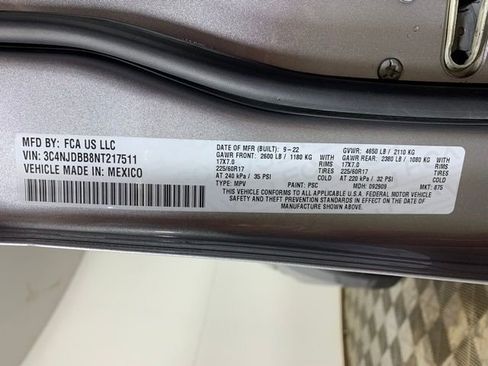 MFD BY: FCA US LLC
VIN: 3C4NJDBB8NT217511
VEHICLE MADE IN: MEXICO
DATE OF MFR (BUILT): 9-22 GVWR: 4650 LB / 2110 KG
GAWR FRONT: 2600 LB / 1180 KG GAWR REAR: 2380 LB / 1080 KG
17X7.0 RIMS 17X7.0 RIMS
225/60R17 TIRES 225/60R17 TIRES
AT 240 kPa / 35 PSI COLD AT 220 kPa / 32 PSI COLD
TYPE: MPV PAINT: PSC MDH: 092909 MKT: 875
THIS VEHICLE CONFORMS TO ALL APPLICABLE U.S.A. FEDERAL MOTOR VEHICLE
SAFETY AND THEFT PREVENTION STANDARDS IN EFFECT ON THE DATE OF
MANUFACTURE SHOWN ABOVE.